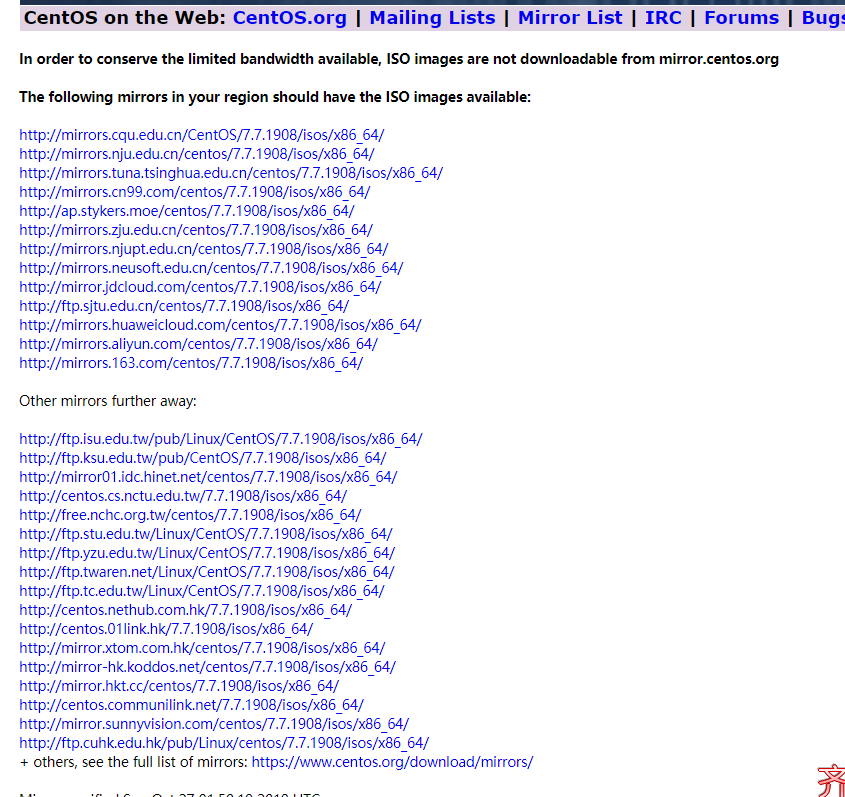 CentOS on the Web: CentOS.org | Mailing Lists | Mirror List | IRC | Forums | Bugs
In order to conserve the limited bandwidth available, ISO images are not downloadable from mirror.centos.org
The following mirrors in your region should have the ISO images available:
http://mirrors.cqu.edu.cn/CentOS/7.7.1908/isos/x86_64/
http://mirrors.nju.edu.cn/centos/7.7.1908/isos/x86_64/
http://mirrors.tuna.tsinghua.edu.cn/centos/7.7.1908/isos/x86_64/
http://mirrors.cn99.com/centos/7.7.1908/isos/x86_64/
http://ap.stykers.moe/centos/7.7.1908/isos/x86_64/
http://mirrors.zju.edu.cn/centos/7.7.1908/isos/x86_64/
http://mirrors.njupt.edu.cn/centos/7.7.1908/isos/x86_64/
http://mirrors.neusoft.edu.cn/centos/7.7.1908/isos/x86_64/
http://mirror.jdcloud.com/centos/7.7.1908/isos/x86_64/
http://ftp.sjtu.edu.cn/centos/7.7.1908/isos/x86_64/
http://mirrors.huaweicloud.com/centos/7.7.1908/isos/x86_64/
http://mirrors.aliyun.com/centos/7.7.1908/isos/x86_64/
http://mirrors.163.com/centos/7.7.1908/isos/x86_64/
Other mirrors further away:
http://ftp.isu.edu.tw/pub/Linux/CentOS/7.7.1908/isos/x86_64/
http://ftp.ksu.edu.tw/pub/CentOS/7.7.1908/isos/x86_64/
http://mirror01.idc.hinet.net/centos/7.7.1908/isos/x86_64/
http://centos.cs.nctu.edu.tw/7.7.1908/isos/x86_64/
http://free.nchc.org.tw/centos/7.7.1908/isos/x86_64/
http://ftp.stu.edu.tw/Linux/CentOS/7.7.1908/isos/x86_64/
http://ftp.yzu.edu.tw/Linux/CentOS/7.7.1908/isos/x86_64/
http://ftp.twaren.net/Linux/CentOS/7.7.1908/isos/x86_64/
http://ftp.tc.edu.tw/Linux/CentOS/7.7.1908/isos/x86_64/
http://centos.nethub.com.hk/7.7.1908/isos/x86_64/
http://centos.01link.hk/7.7.1908/isos/x86_64/
http://mirror.xtom.com.hk/centos/7.7.1908/isos/x86_64/
http://mirror-hk.koddos.net/centos/7.7.1908/isos/x86_64/
http://mirror.hkt.cc/centos/7.7.1908/isos/x86_64/
http://centos.communilink.net/7.7.1908/isos/x86_64/
http://mirror.sunnyvision.com/centos/7.7.1908/isos/x86_64/
http://ftp.cuhk.edu.hk/pub/Linux/centos/7.7.1908/isos/x86_64/
+ others, see the full list of mirrors: https://www.centos.org/download/mirrors/
齐